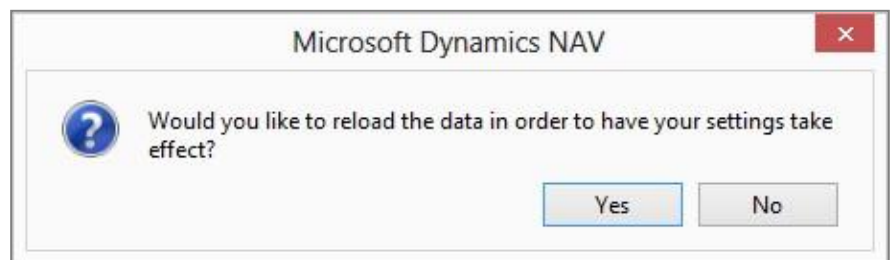 Microsoft Dynamics NAV
Would you like to reload the data in order to have your settings take
effect?
Yes No